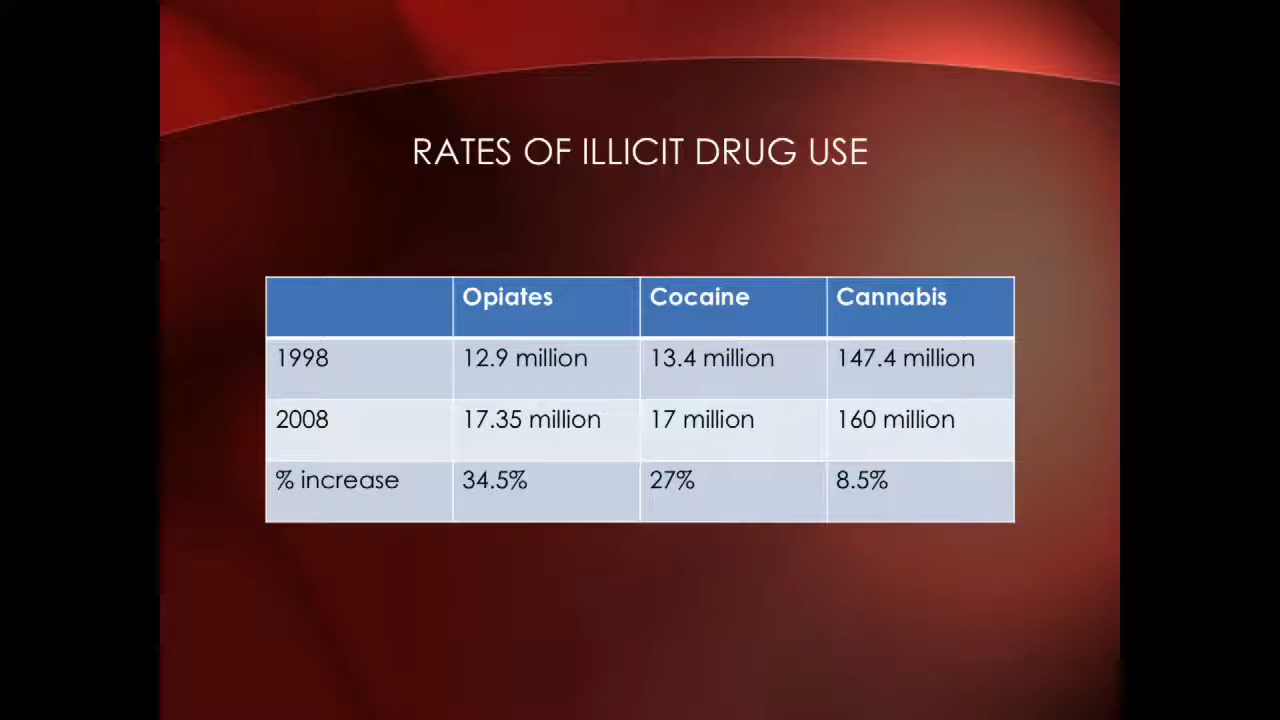 RATES OF ILLICIT DRUG USE
Opiates Cocaine Cannabis
1998 12.9 million 13.4 million 147.4 million
2008 17.35 million 17 million 160 million
% increase 34.5% 27% 8.5%